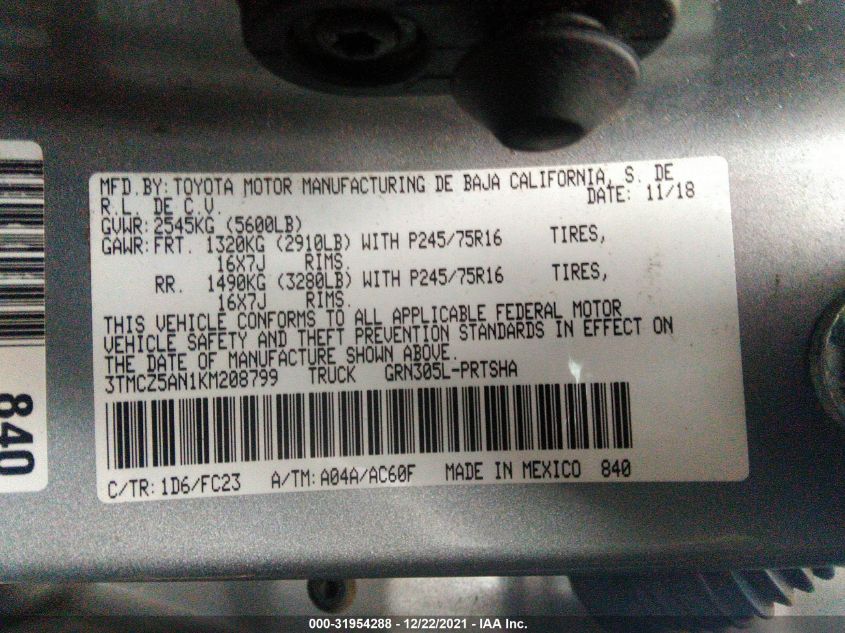 MFD.BY:TOYOTA MOTOR MANUFACTURING DE BAJA CALIFORNIA, S. DE
R.L. DE C.V. DATE: 11/18
GVWR:2545KG (5600LB)
GAWR:FRT. 1320KG (2910LB) WITH P245/75R16 TIRES,
16X7J RIMS.
RR. 1490KG (3280LB) WITH P245/75R16 TIRES,
16X7J RIMS.
THIS VEHICLE CONFORMS TO ALL APPLICABLE FEDERAL MOTOR
VEHICLE SAFETY AND THEFT PREVENTION STANDARDS IN EFFECT ON
THE DATE OF MANUFACTURE SHOWN ABOVE.
3TMCZ5AN1KM208799 TRUCK GRN305L-PRTSHA
C/TR:1D6/FC23 A/TM:A04A/AC60F MADE IN MEXICO 840
840
000-31954288 - 12/22/2021 - IAA Inc.